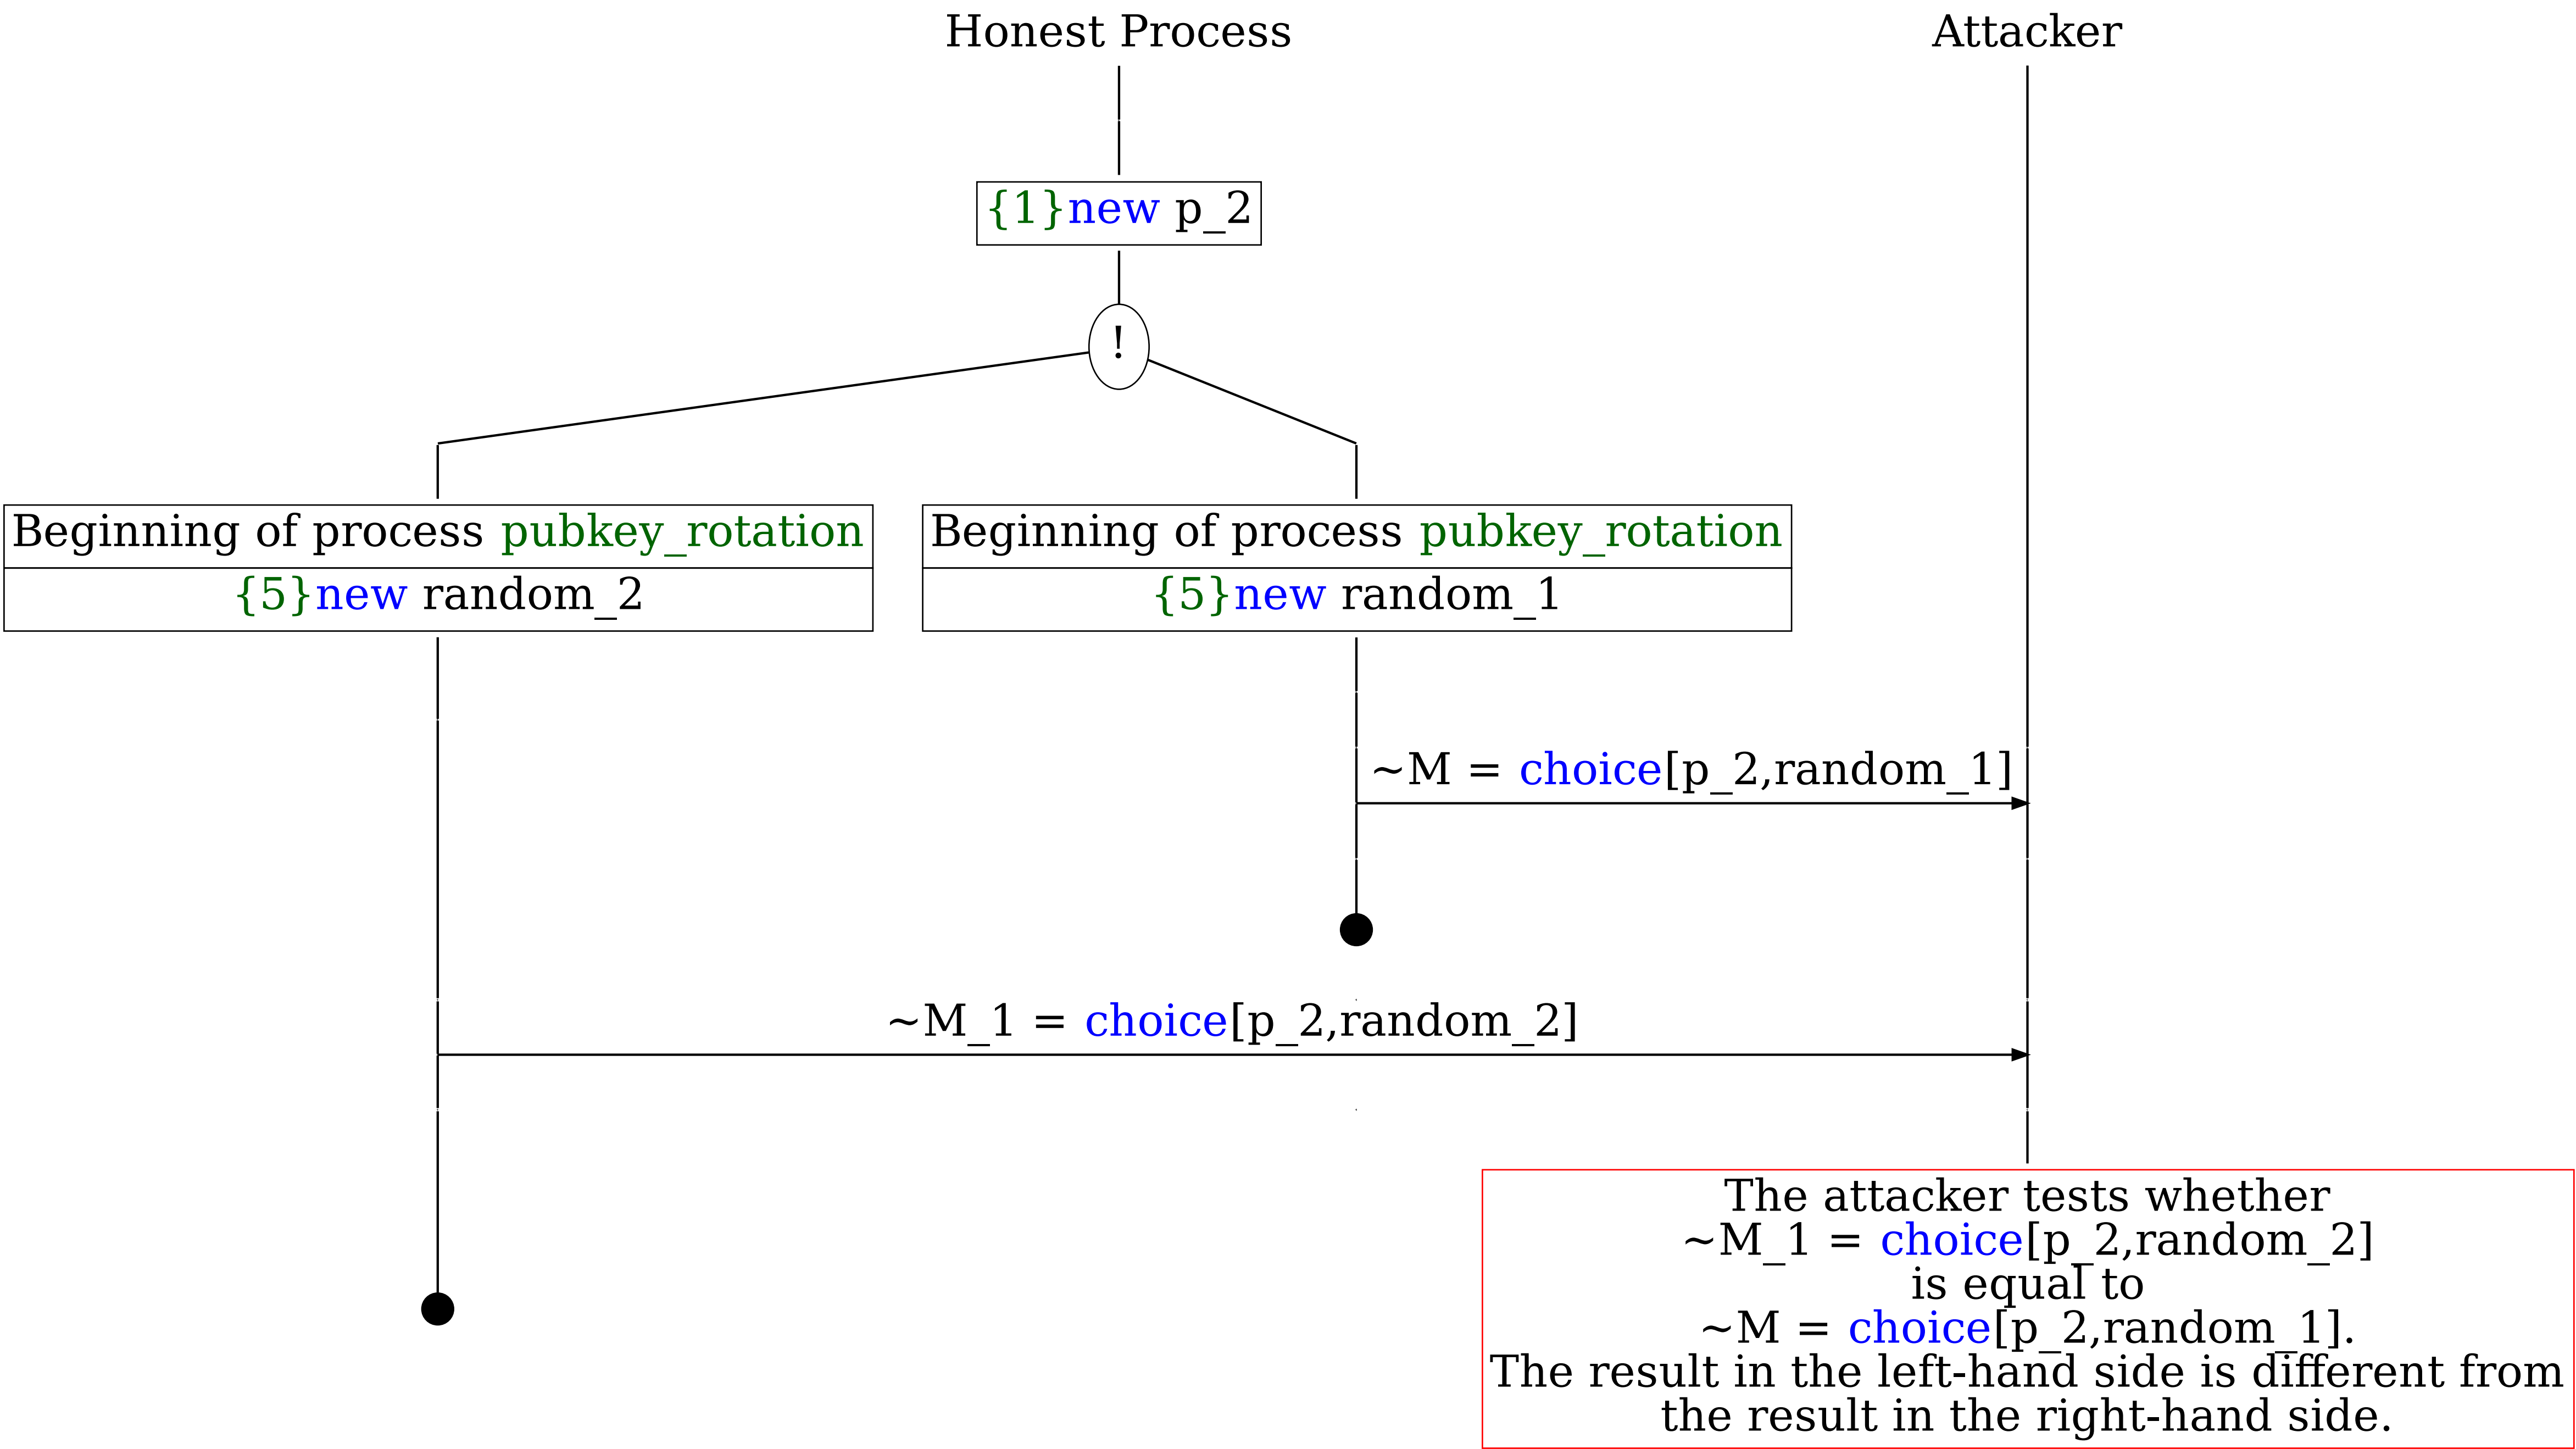 Honest Process
Attacker
{1}new p_2
!
Beginning of process pubkey_rotation
{5}new random_2
Beginning of process pubkey_rotation
{5}new random_1
~M = choice[p_2,random_1]
~M_1 = choice[p_2,random_2]
The attacker tests whether
~M_1 = choice[p_2,random_2]
is equal to
~M = choice[p_2,random_1].
The result in the left-hand side is different from
the result in the right-hand side.